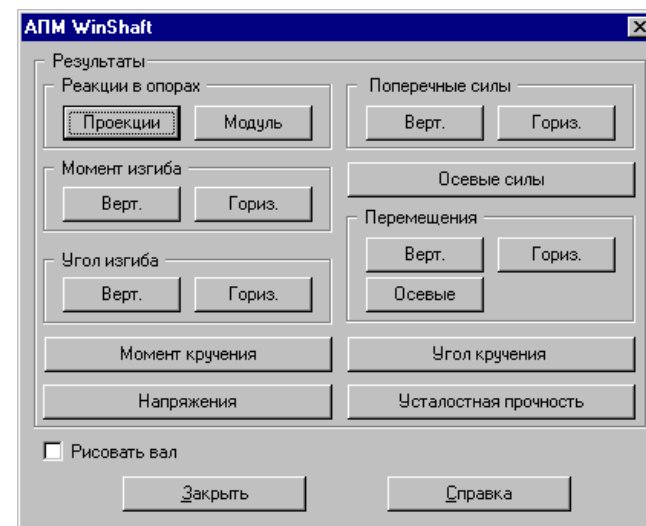 АПМ WinShaft
Результаты
Реакции в опорах
Проекции Модуль
Поперечные силы
Верт. Гориз.
Момент изгиба
Верт. Гориз.
Осевые силы
Угол изгиба
Верт. Гориз.
Перемещения
Верт. Гориз.
Осевые
Момент кручения Угол кручения
Напряжения Усталостная прочность
Рисовать вал
Закрыть Справка